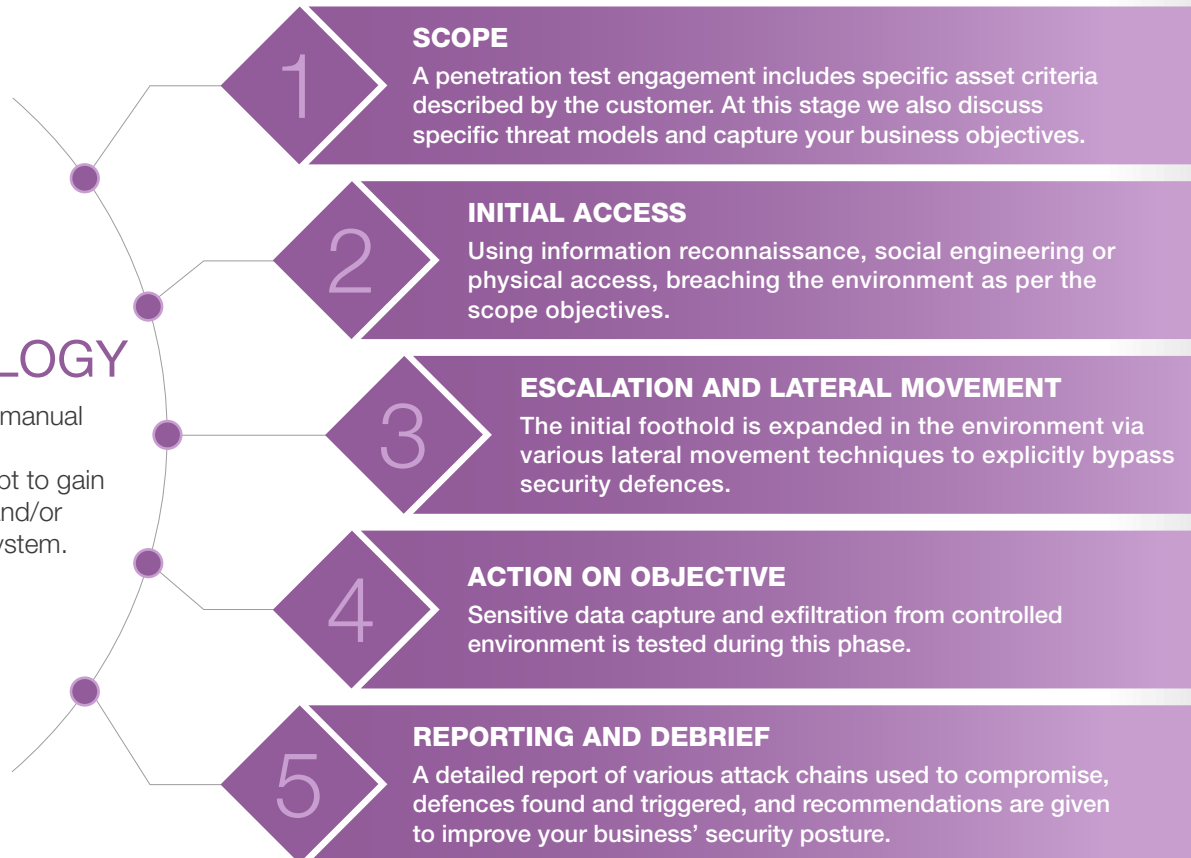 LOGY
manual
pt to gain
and/or
ystem.
1
SCOPE
A penetration test engagement includes specific asset criteria
described by the customer. At this stage we also discuss
specific threat models and capture your business objectives.
2
INITIAL ACCESS
Using information reconnaissance, social engineering or
physical access, breaching the environment as per the
scope objectives.
3
ESCALATION AND LATERAL MOVEMENT
The initial foothold is expanded in the environment via
various lateral movement techniques to explicitly bypass
security defences.
4
ACTION ON OBJECTIVE
Sensitive data capture and exfiltration from controlled
environment is tested during this phase.
5
REPORTING AND DEBRIEF
A detailed report of various attack chains used to compromise,
defences found and triggered, and recommendations are given
to improve your business’ security posture.